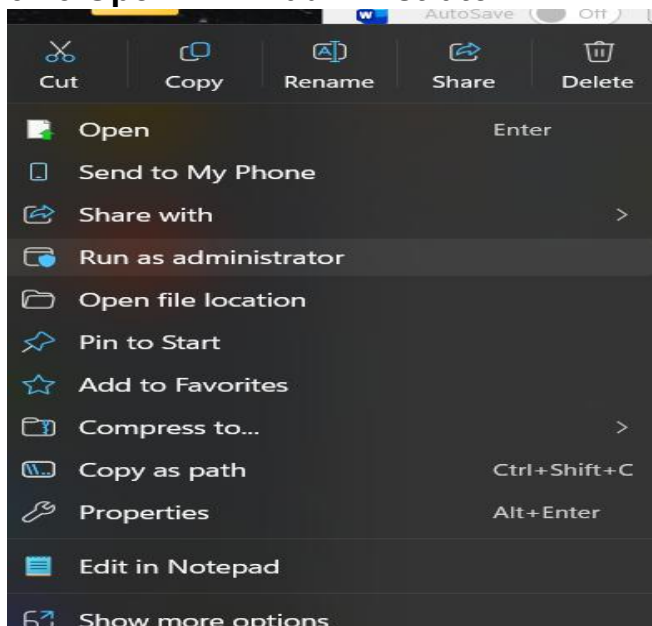 AutoSave Off
Cut Copy Rename Share Delete
Open Enter
Send to My Phone
Share with >
Run as administrator
Open file location
Pin to Start
Add to Favorites
Compress to... >
Copy as path Ctrl+Shift+C
Properties Alt+Enter
Edit in Notepad
Show more options